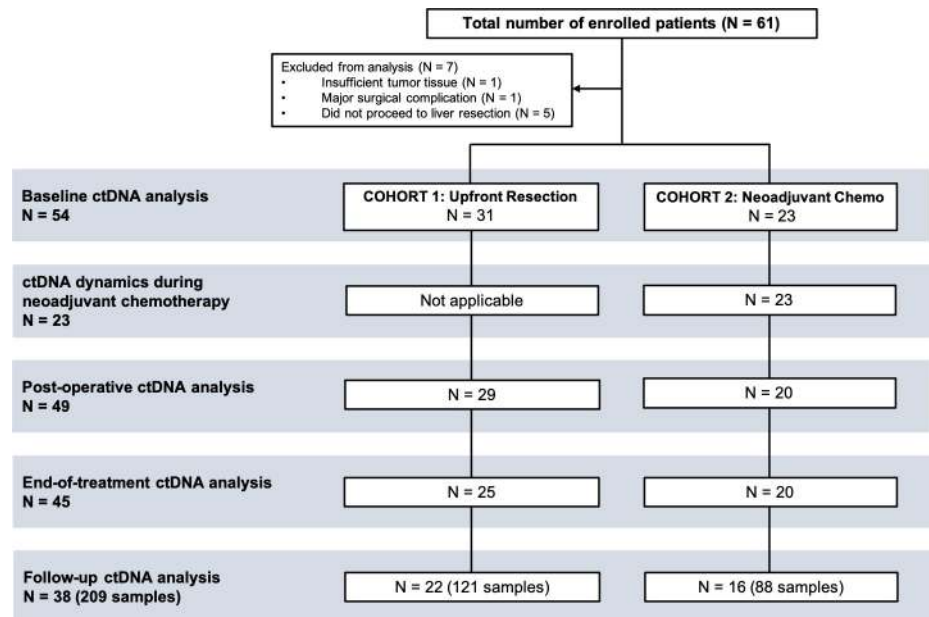 Total number of enrolled patients (N = 61)
Excluded from analysis (N = 7)
• Insufficient tumor tissue (N = 1)
• Major surgical complication (N = 1)
• Did not proceed to liver resection (N = 5)
Baseline ctDNA analysis
N = 54
COHORT 1: Upfront Resection
N = 31
COHORT 2: Neoadjuvant Chemo
N = 23
ctDNA dynamics during
neoadjuvant chemotherapy
N = 23
Not applicable
N = 23
Post-operative ctDNA analysis
N = 49
N = 29
N = 20
End-of-treatment ctDNA analysis
N = 45
N = 25
N = 20
Follow-up ctDNA analysis
N = 38 (209 samples)
N = 22 (121 samples)
N = 16 (88 samples)